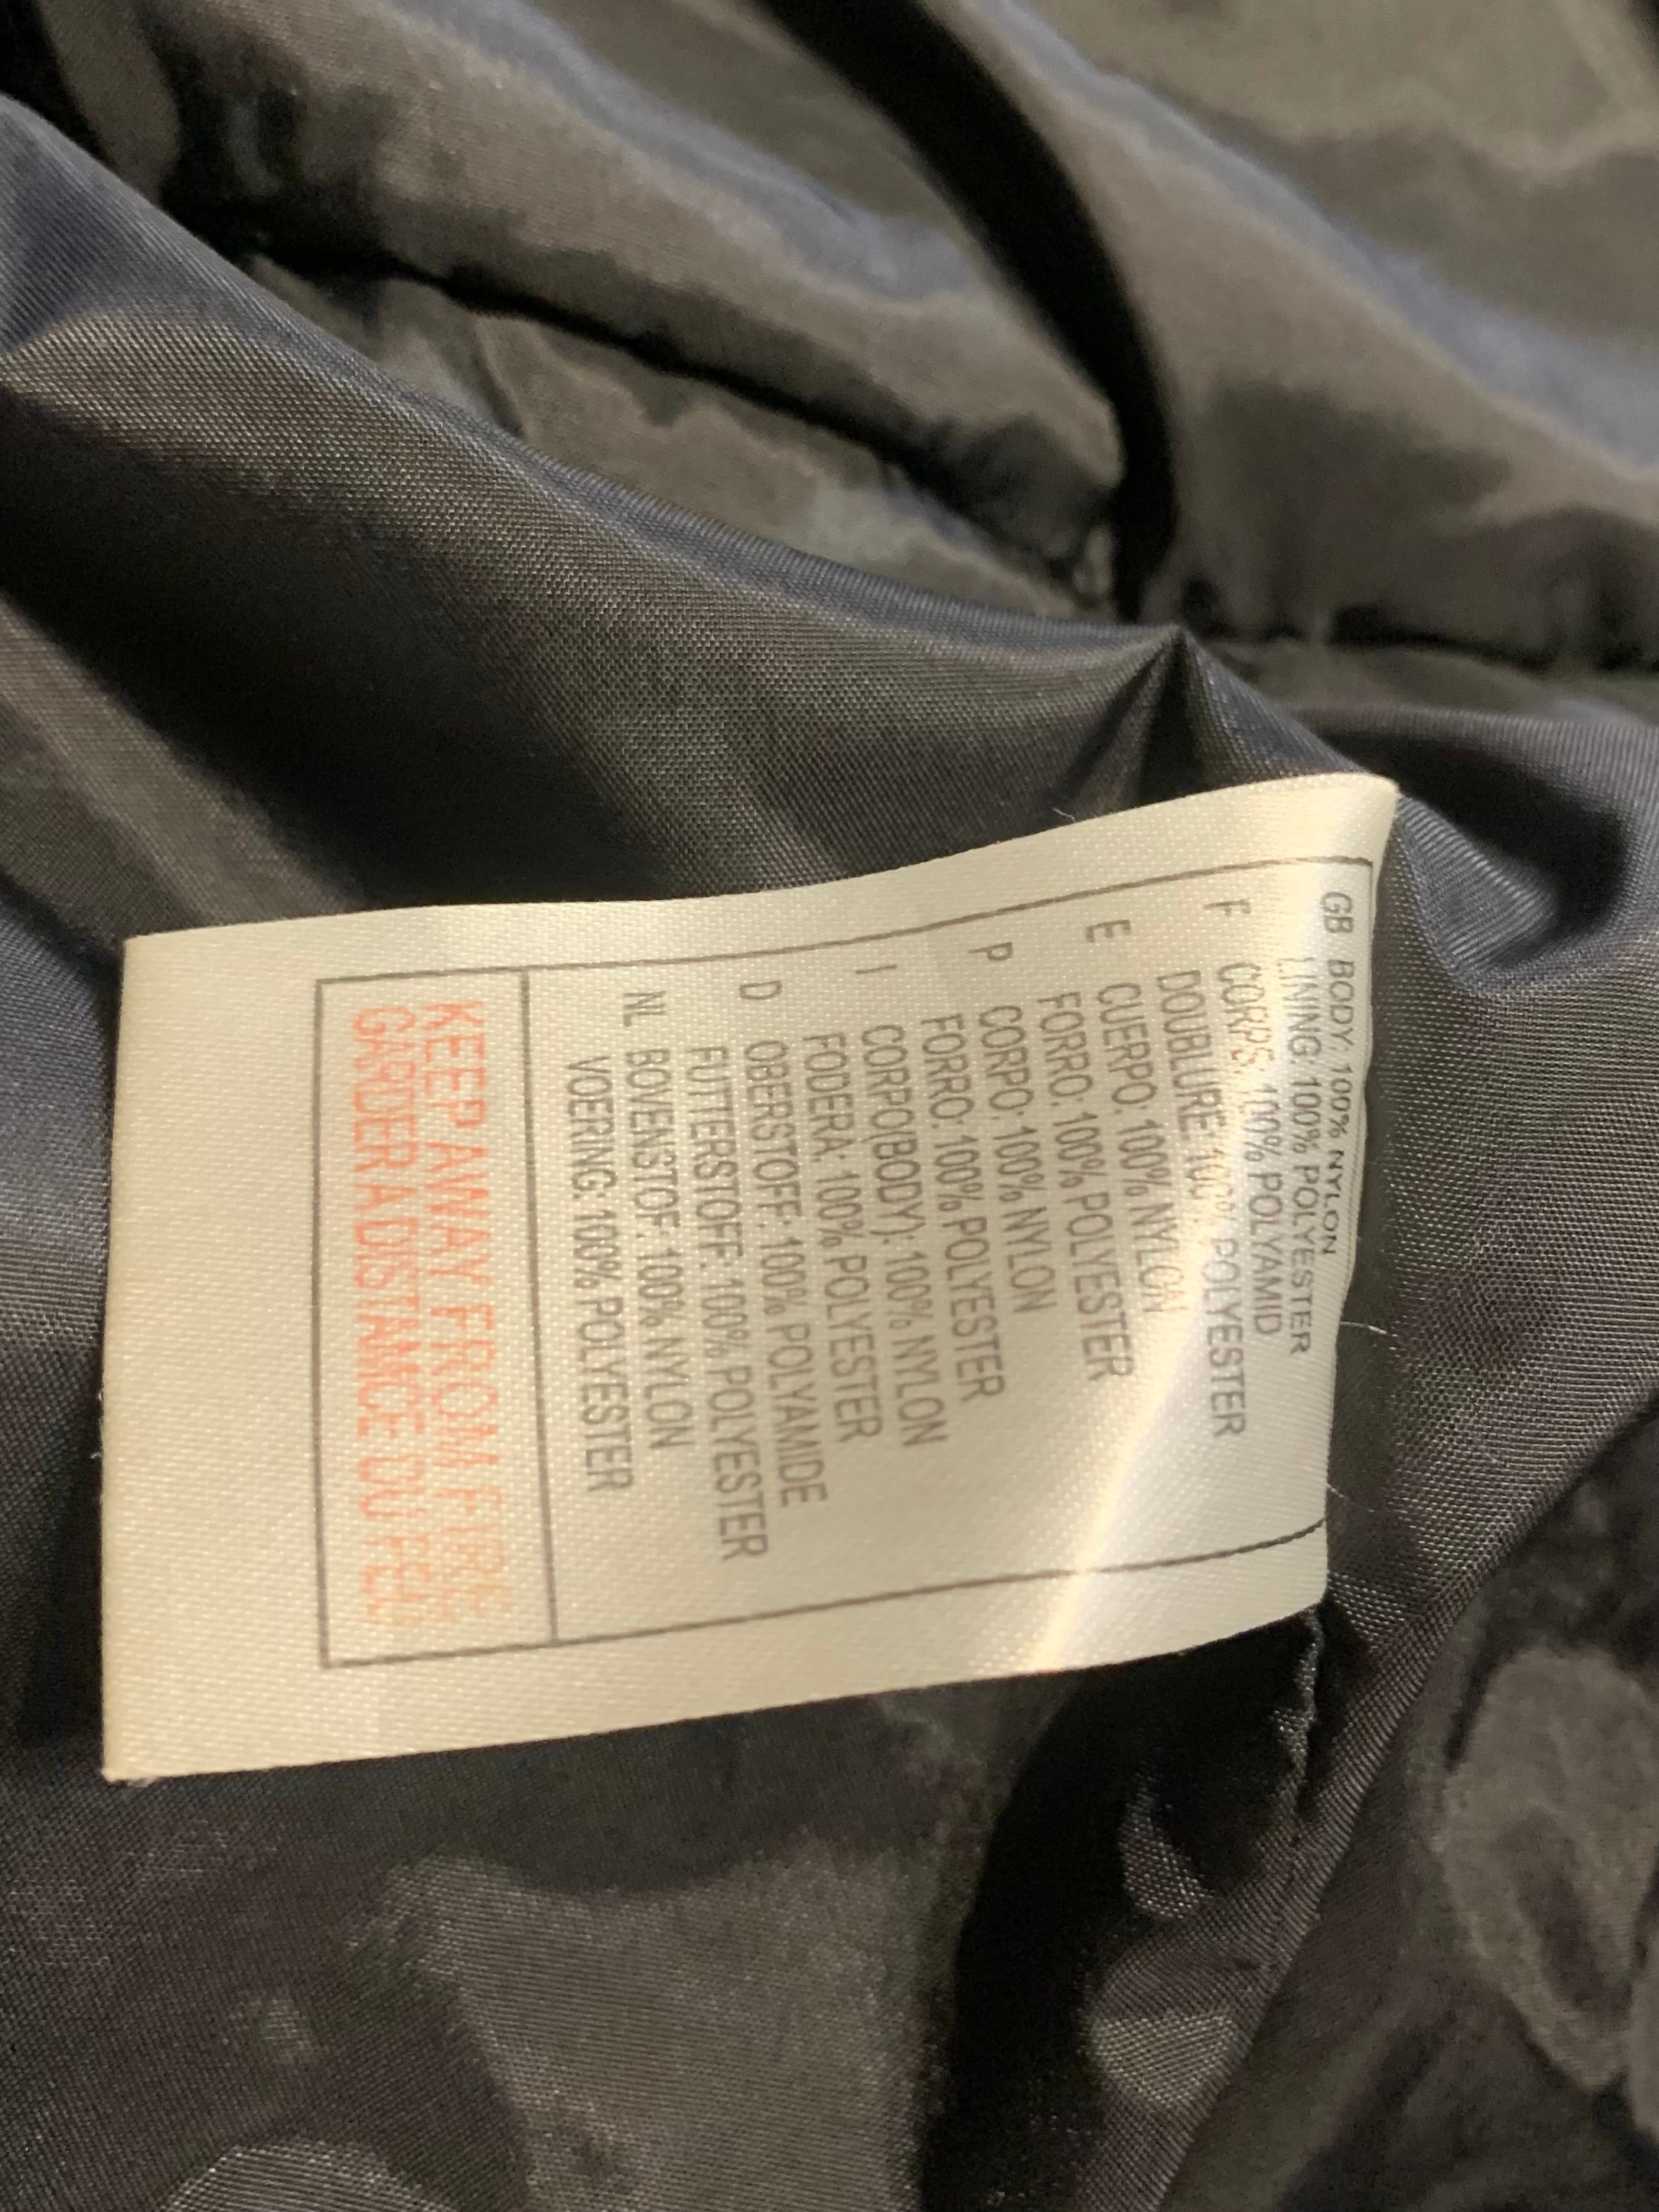 GB BODY: 100% NYLON
LINING: 100% POLYESTER
F CORPS: 100% POLYAMID
DOUBLURE: 100% POLYESTER
E CUERPO: 100% NYLON
FORRO: 100% POLYESTER
P CORPO: 100% NYLON
FORRO: 100% POLYESTER
I CORPO(BODY): 100% NYLON
FODERA: 100% POLYESTER
D OBERSTOFF: 100% POLYAMIDE
FUTTERSTOFF: 100% POLYESTER
NL BOVENSTOF: 100% NYLON
VOERING: 100% POLYESTER
KEEP AWAY FROM FIRE
GARDER A DISTANCE DU FEU